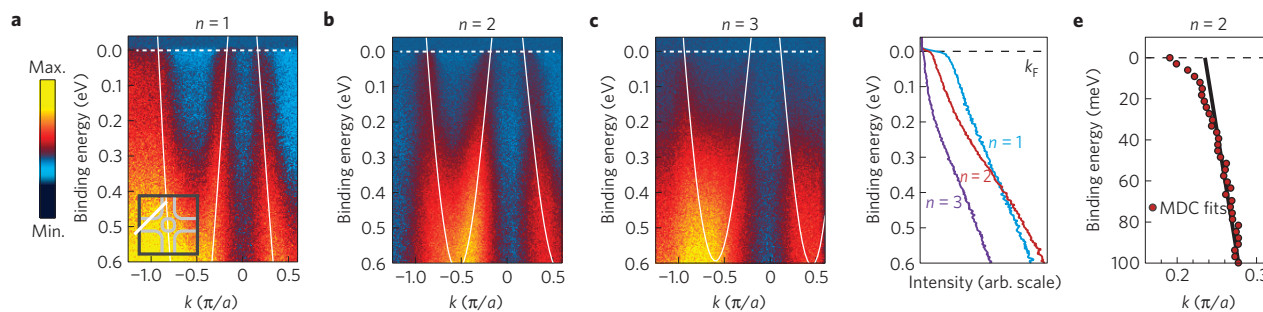 a
n = 1
b
n = 2
c
n = 3
d
e
n = 2
Max.
Min.
Binding energy (eV)
0.0
0.1
0.2
0.3
0.4
0.5
0.6
−1.0 −0.5 0 0.5
k (π/a)
Binding energy (eV)
0.0
0.1
0.2
0.3
0.4
0.5
0.6
−1.0 −0.5 0 0.5
k (π/a)
Binding energy (eV)
0.0
0.1
0.2
0.3
0.4
0.5
0.6
−1.0 −0.5 0 0.5
k (π/a)
Binding energy (eV)
0.0
0.1
0.2
0.3
0.4
0.5
0.6
kF
n = 1
n = 2
n = 3
Intensity (arb. scale)
Binding energy (meV)
0
20
40
60
80
100
MDC fits
0.2 0.3
k (π/a)